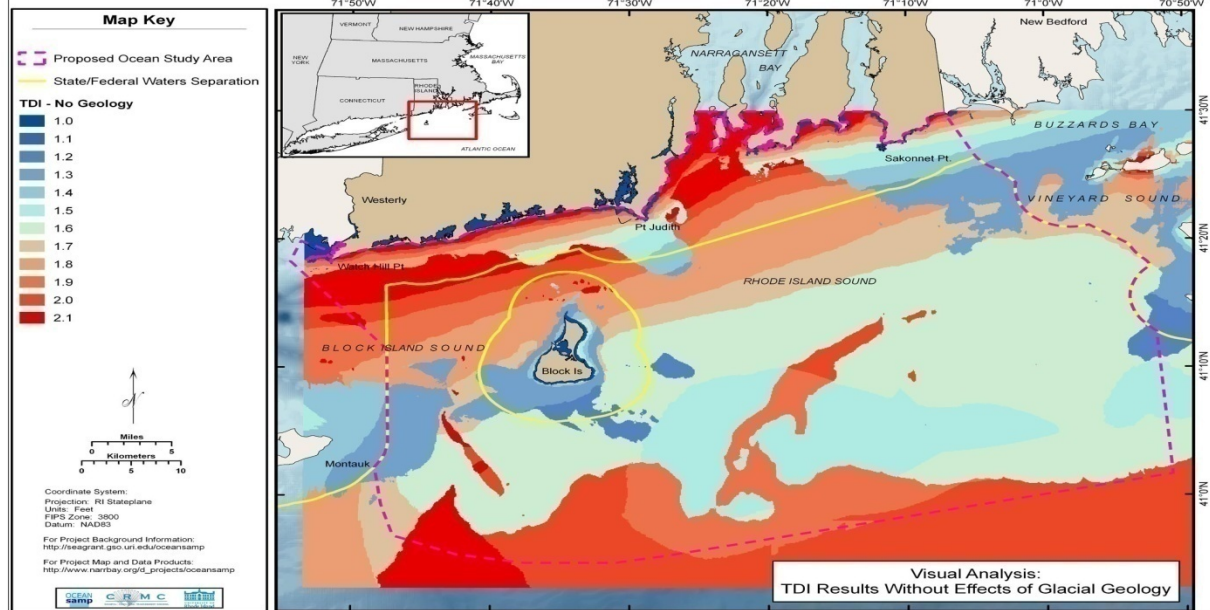 Map Key
Proposed Ocean Study Area
State/Federal Waters Separation
TDI - No Geology
1.0
1.1
1.2
1.3
1.4
1.5
1.6
1.7
1.8
1.9
2.0
2.1
N
Miles
0 5
Kilometers
0 5 10
Coordinate System:
Projection: RI Stateplane
Units: Feet
FIPS Zone: 3800
Datum: NAD83
For Project Background Information:
http://seagrant.gso.uri.edu/oceansamp
For Project Map and Data Products:
http://www.narrbay.org/d_projects/oceansamp
OCEAN
samp
C R M C
71°50'W 71°40'W 71°30'W 71°20'W 71°10'W 71°0'W 70°50'W
VERMONT
NEW HAMPSHIRE
NEW
YORK
MASSACHUSETTS
MASSACHUSETTS
BAY
CONNECTICUT
RHODE
ISLAND
ATLANTIC OCEAN
New Bedford
NARRAGANSETT
BAY
BUZZARDS BAY
Sakonnet Pt.
Westerly
VINEYARD SOUND
Pt Judith
Watch Hill Pt.
RHODE ISLAND SOUND
BLOCK ISLAND SOUND
Block Is
Montauk
41°30'N
41°20'N
41°10'N
41°0'N
Visual Analysis:
TDI Results Without Effects of Glacial Geology